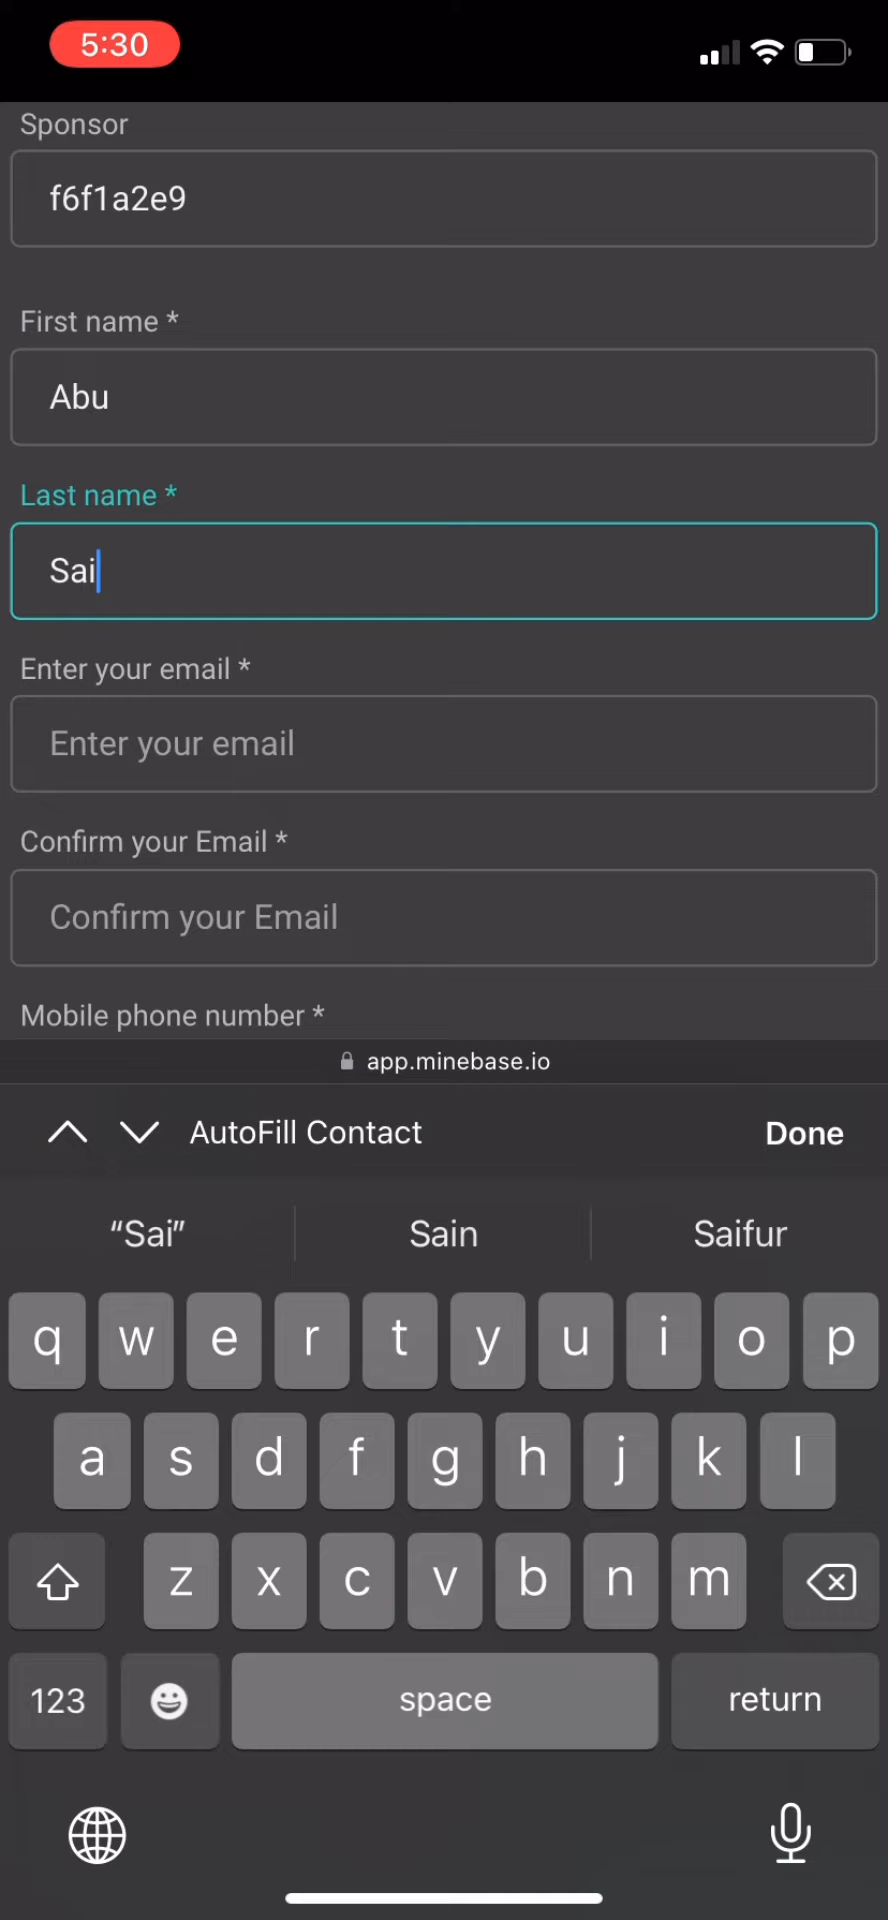 5:30
Sponsor
f6f1a2e9
First name *
Abu
Last name *
Sai
Enter your email *
Enter your email
Confirm your Email *
Confirm your Email
Mobile phone number *
app.minebase.io
AutoFill Contact Done
“Sai” Sain Saifur
q w e r t y u i o p
a s d f g h j k l
z x c v b n m
123 space return